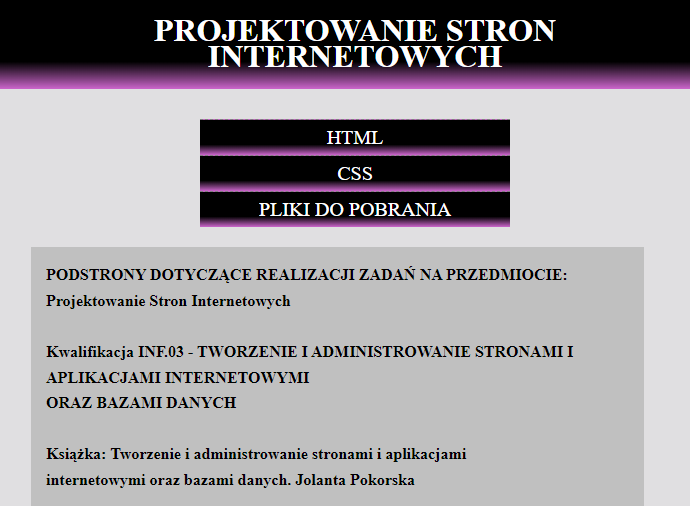 PROJEKTOWANIE STRON
INTERNETOWYCH
HTML
CSS
PLIKI DO POBRANIA
PODSTRONY DOTYCZĄCE REALIZACJI ZADAŃ NA PRZEDMIOCIE:
Projektowanie Stron Internetowych
Kwalifikacja INF.03 - TWORZENIE I ADMINISTROWANIE STRONAMI I
APLIKACJAMI INTERNETOWYMI
ORAZ BAZAMI DANYCH
Książka: Tworzenie i administrowanie stronami i aplikacjami
internetowymi oraz bazami danych. Jolanta Pokorska